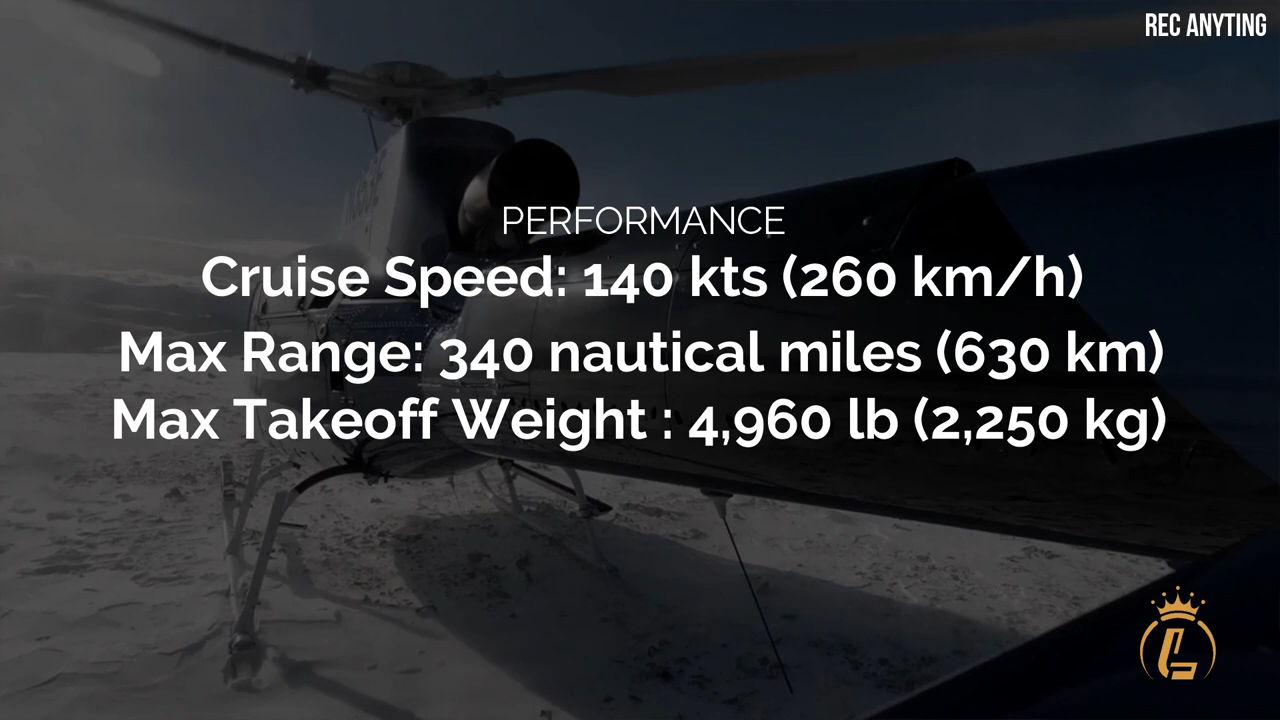 REC ANYTING
PERFORMANCE
Cruise Speed: 140 kts (260 km/h)
Max Range: 340 nautical miles (630 km)
Max Takeoff Weight : 4,960 lb (2,250 kg)